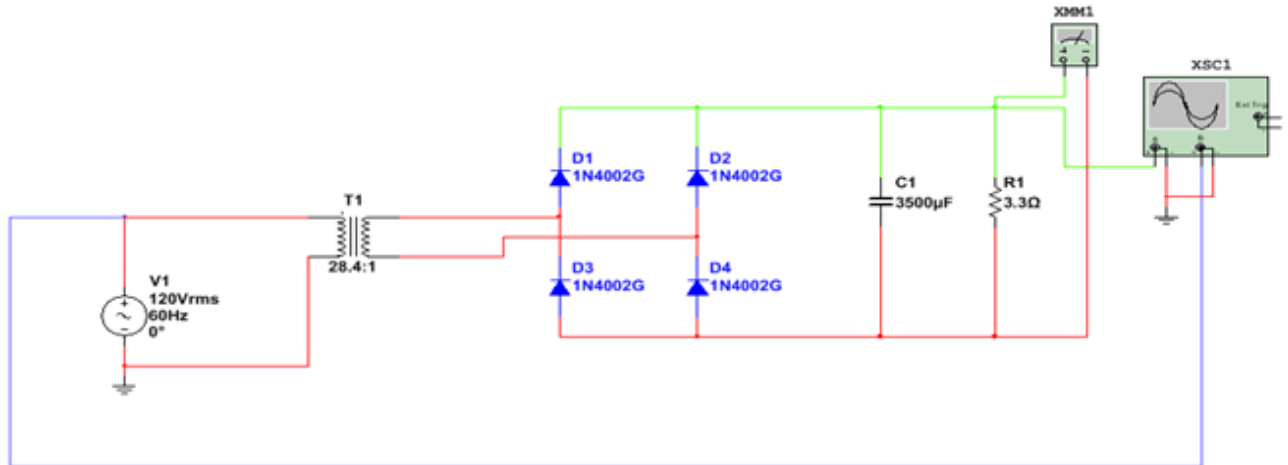 XMM1
XSC1
Ext Trig
D1
1N4002G
D2
1N4002G
C1
3500µF
R1
3.3Ω
T1
28.4:1
D3
1N4002G
D4
1N4002G
V1
120Vrms
60Hz
0°